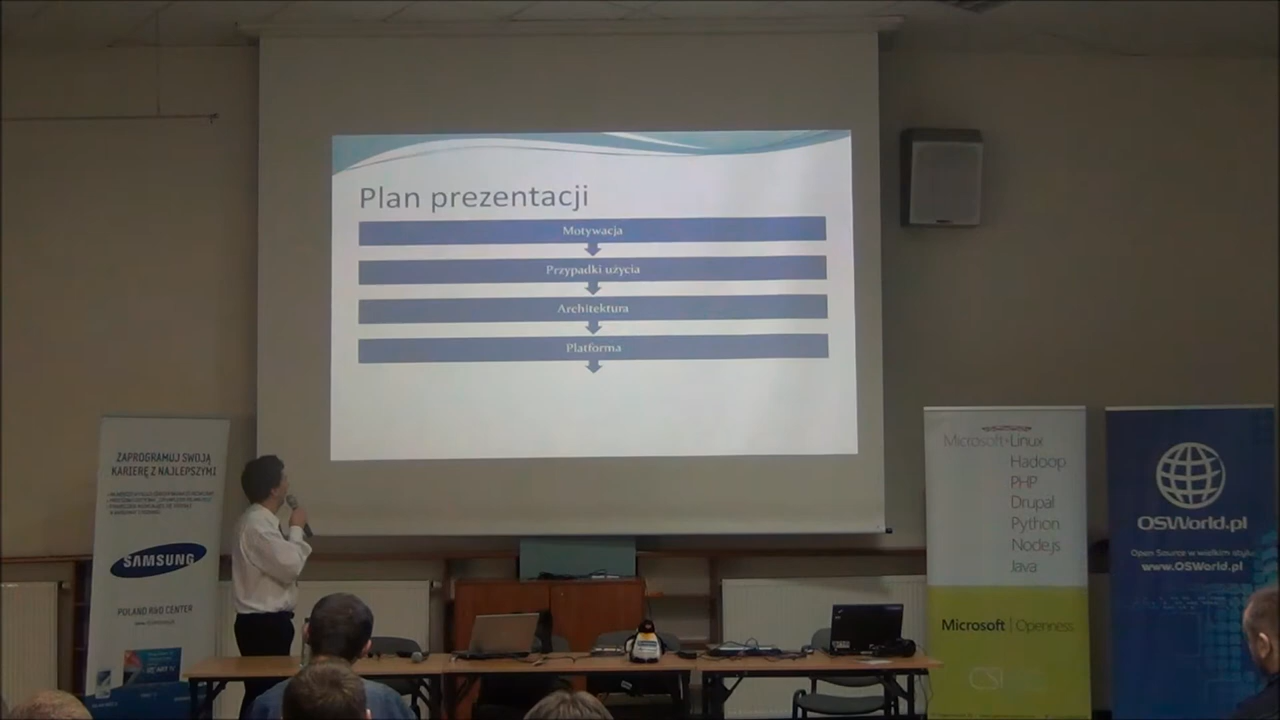 Plan prezentacji
Motywacja
Przypadki użycia
Architektura
Platforma
ZAPROGRAMUJ SWOJĄ
KARIERĘ Z NAJLEPSZYMI
SAMSUNG
POLAND R&D CENTER
Microsoft+Linux
Hadoop
PHP
Drupal
Python
Node.js
Java
Microsoft | Openness
OSWorld.pl
Open Source w wielkim stylu
www.OSWorld.pl